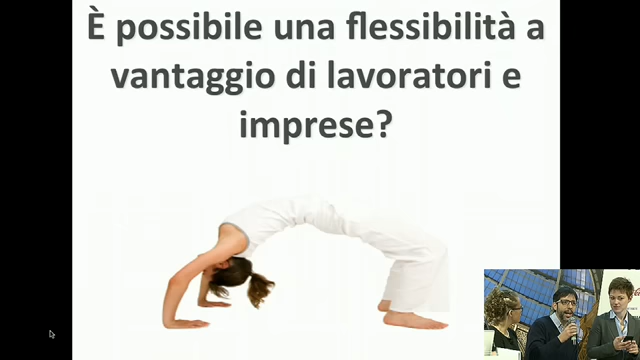 È possibile una flessibilità a
vantaggio di lavoratori e
imprese?